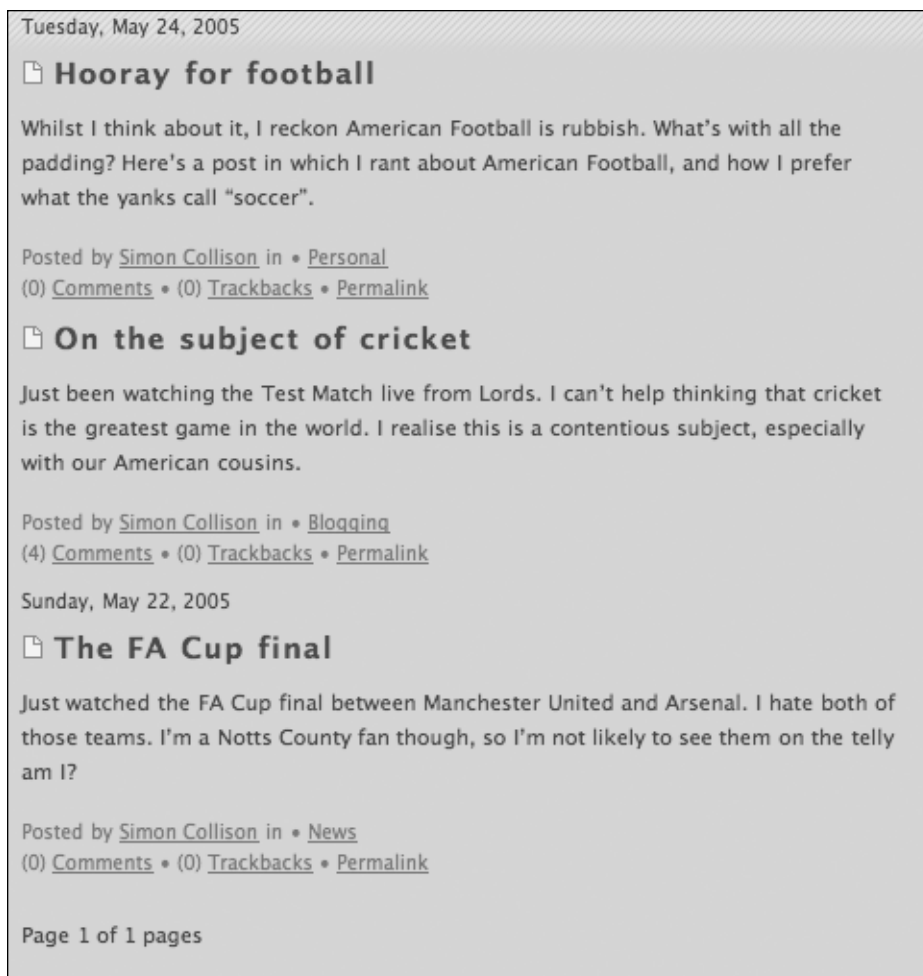 Tuesday, May 24, 2005
Hooray for football
Whilst I think about it, I reckon American Football is rubbish. What’s with all the
padding? Here’s a post in which I rant about American Football, and how I prefer
what the yanks call “soccer”.
Posted by Simon Collison in • Personal
(0) Comments • (0) Trackbacks • Permalink
On the subject of cricket
Just been watching the Test Match live from Lords. I can’t help thinking that cricket
is the greatest game in the world. I realise this is a contentious subject, especially
with our American cousins.
Posted by Simon Collison in • Blogging
(4) Comments • (0) Trackbacks • Permalink
Sunday, May 22, 2005
The FA Cup final
Just watched the FA Cup final between Manchester United and Arsenal. I hate both of
those teams. I’m a Notts County fan though, so I’m not likely to see them on the telly
am I?
Posted by Simon Collison in • News
(0) Comments • (0) Trackbacks • Permalink
Page 1 of 1 pages